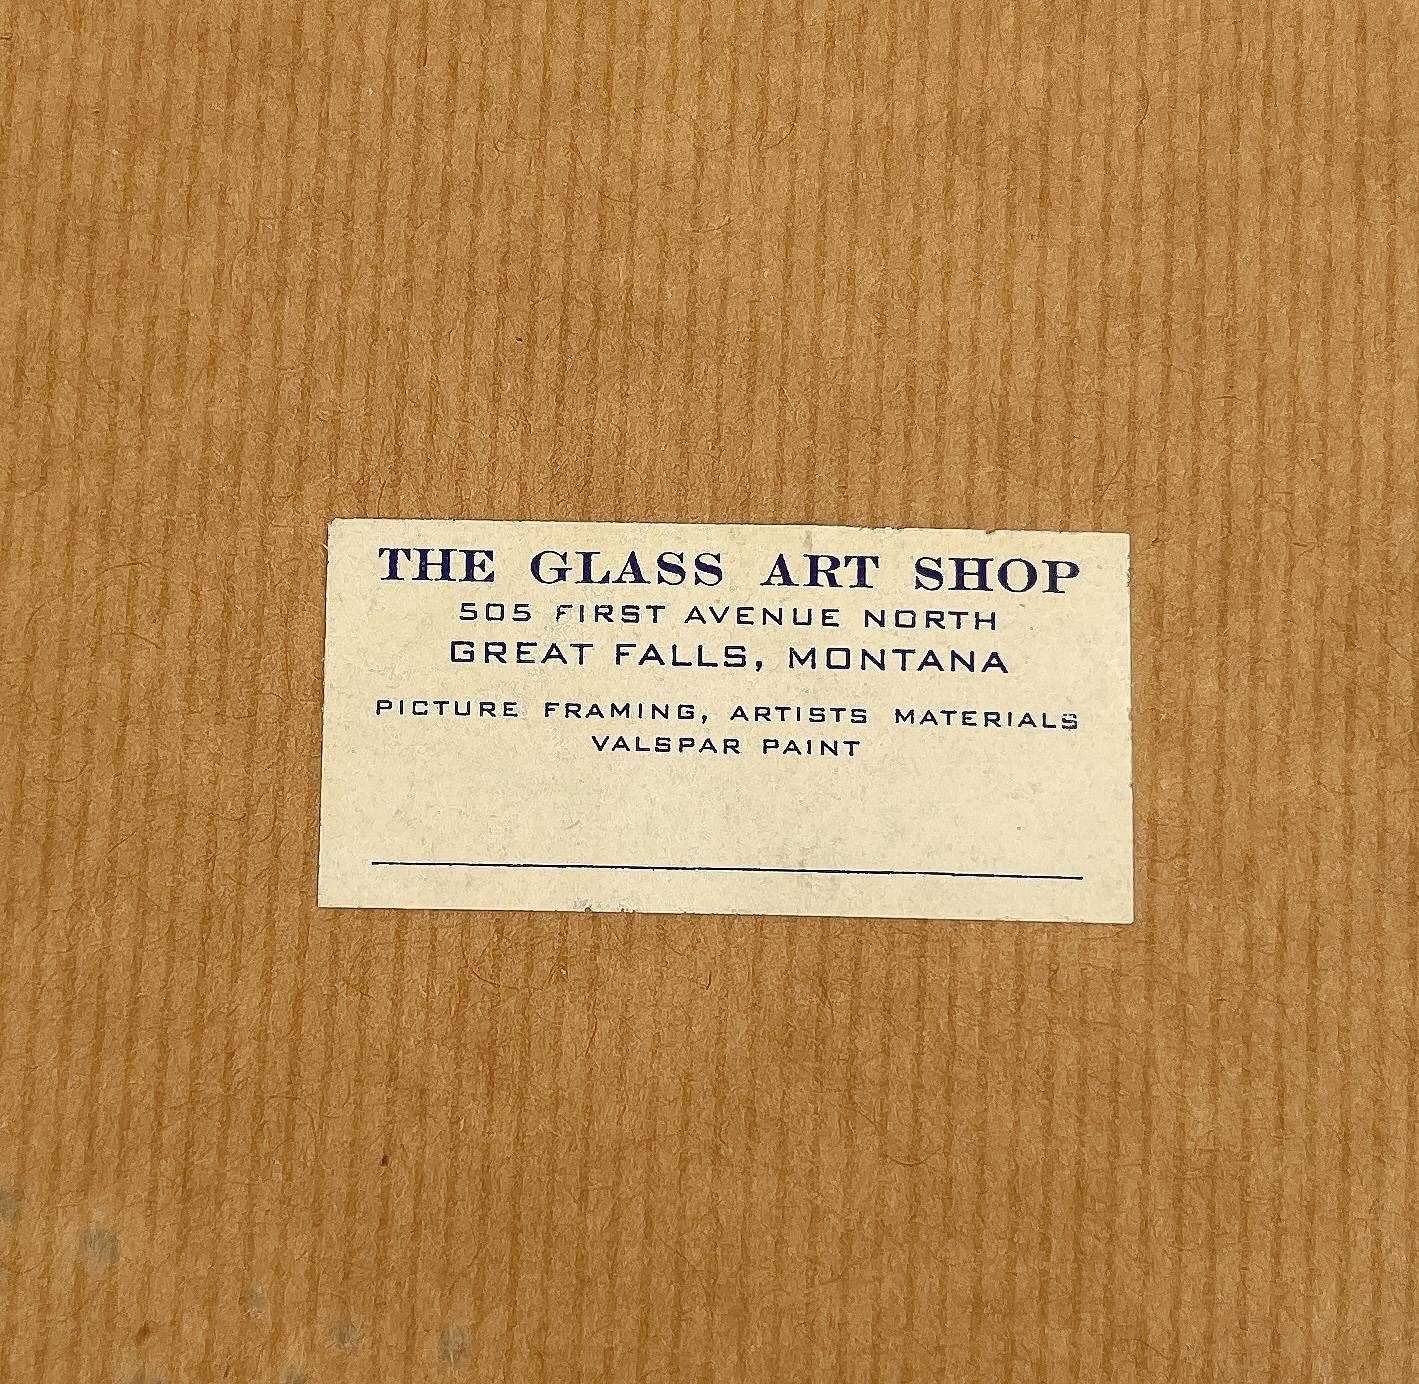 THE GLASS ART SHOP
505 FIRST AVENUE NORTH
GREAT FALLS, MONTANA
PICTURE FRAMING, ARTISTS MATERIALS
VALSPAR PAINT